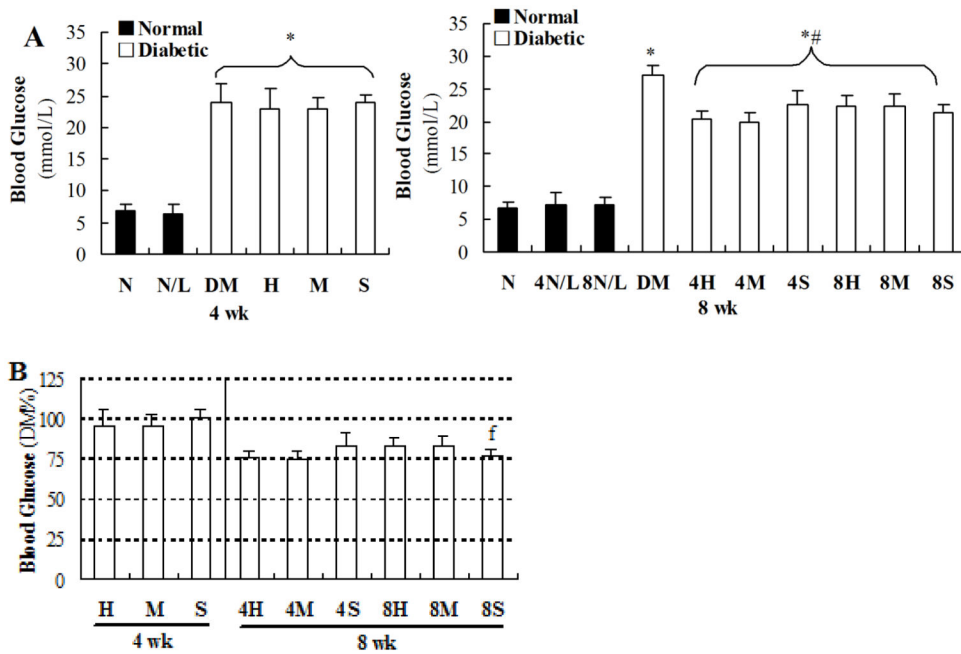 A
Normal
Diabetic
*
Blood Glucose
(mmol/L)
35
30
25
20
15
10
5
0
N N/L DM H M S
4 wk
Normal
Diabetic
*
*#
Blood Glucose
(mmol/L)
35
30
25
20
15
10
5
0
N 4N/L 8N/L DM 4H 4M 4S 8H 8M 8S
8 wk
B
Blood Glucose (DM%)
125
100
75
50
25
0
f
H M S 4H 4M 4S 8H 8M 8S
4 wk 8 wk